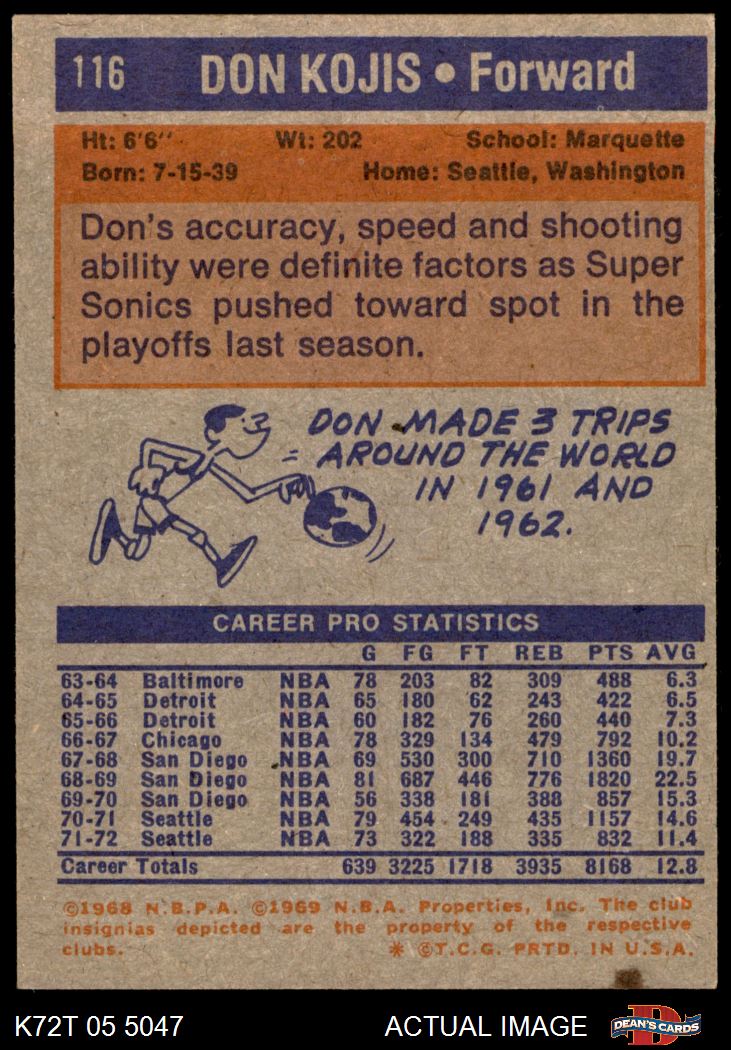 116 DON KOJIS • Forward
Ht: 6'6" Wt: 202 School: Marquette
Born: 7-15-39 Home: Seattle, Washington
Don's accuracy, speed and shooting
ability were definite factors as Super
Sonics pushed toward spot in the
playoffs last season.
DON MADE 3 TRIPS
AROUND THE WORLD
IN 1961 AND
1962.
CAREER PRO STATISTICS
G FG FT REB PTS AVG
63-64 Baltimore NBA 78 203 82 309 488 6.3
64-65 Detroit NBA 65 180 62 243 422 6.5
65-66 Detroit NBA 60 182 76 260 440 7.3
66-67 Chicago NBA 78 329 134 479 792 10.2
67-68 San Diego NBA 69 530 300 710 1360 19.7
68-69 San Diego NBA 81 687 446 776 1820 22.5
69-70 San Diego NBA 56 338 181 388 857 15.3
70-71 Seattle NBA 79 454 249 435 1157 14.6
71-72 Seattle NBA 73 322 188 335 832 11.4
Career Totals 639 3225 1718 3935 8168 12.8
©1968 N.B.P.A. ©1969 N.B.A. Properties, Inc. The club
insignias depicted are the property of the respective
clubs. * ©T.C.G. PRTD. IN U.S.A.
K72T 05 5047 ACTUAL IMAGE DEAN'S CARDS